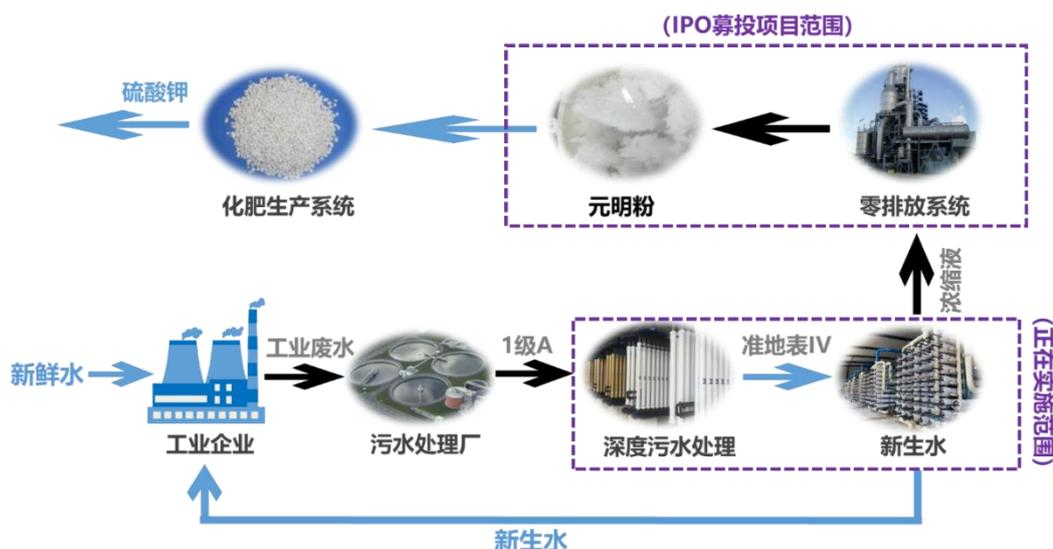 (IPO募投项目范围)
硫酸钾
化肥生产系统
元明粉
零排放系统
浓缩液
新鲜水
工业企业
工业废水
污水处理厂
1级A
深度污水处理
准地表IV
新生水
(正在实施范围)
新生水